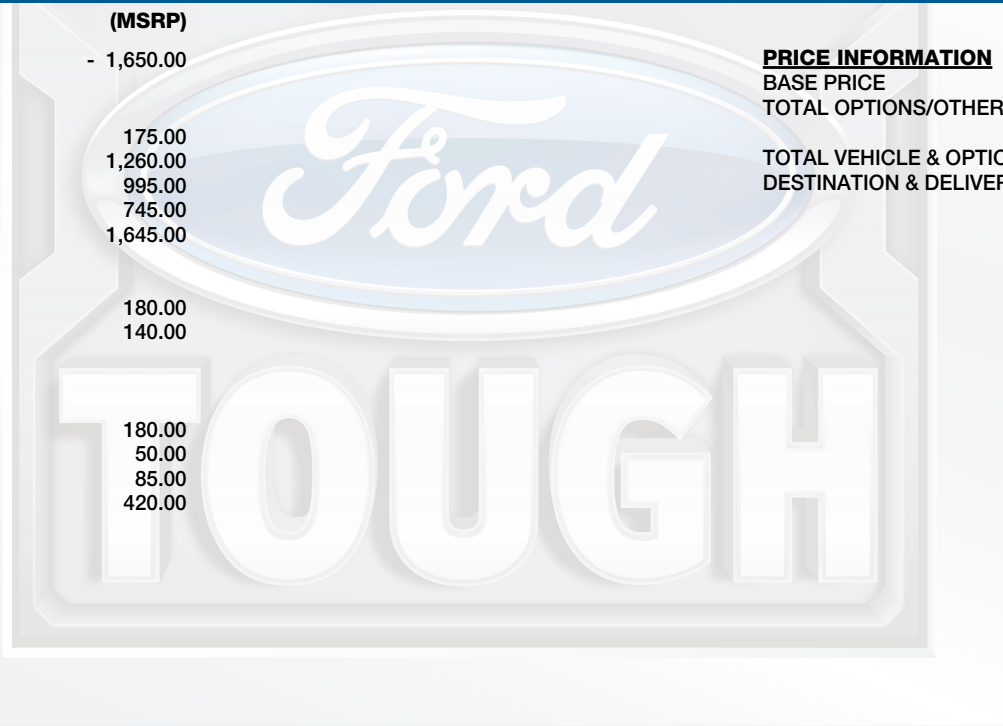 (MSRP)
- 1,650.00
175.00
1,260.00
995.00
745.00
1,645.00
180.00
140.00
180.00
50.00
85.00
420.00
PRICE INFORMATION
BASE PRICE
TOTAL OPTIONS/OTHER
TOTAL VEHICLE & OPTIO
DESTINATION & DELIVER
Ford
TOUGH